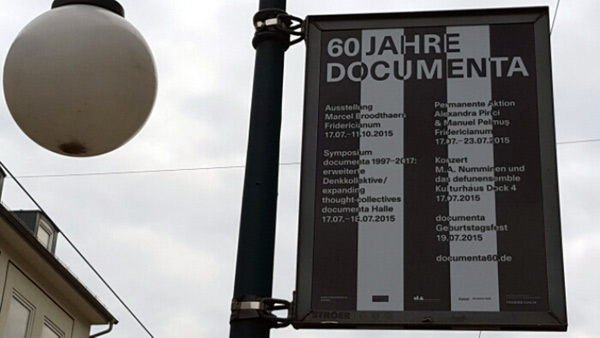 60 JAHRE
DOCUMENTA
Ausstellung
Marcel Broodthaers
Fridericianum
17.07.–11.10.2015
Symposium
documenta 1997–2017:
erweiterte
Denkkollektive/
expanding
thought-collectives
documenta Halle
17.07.–18.07.2015
Permanente Aktion
Alexandra Pirici
& Manuel Pelmuş
Fridericianum
17.07.–23.07.2015
Konzert
M.A. Numminen und
das defunensemble
Kulturhaus Dock 4
17.07.2015
documenta
Geburtstagsfest
19.07.2015
documenta60.de
STRÖER